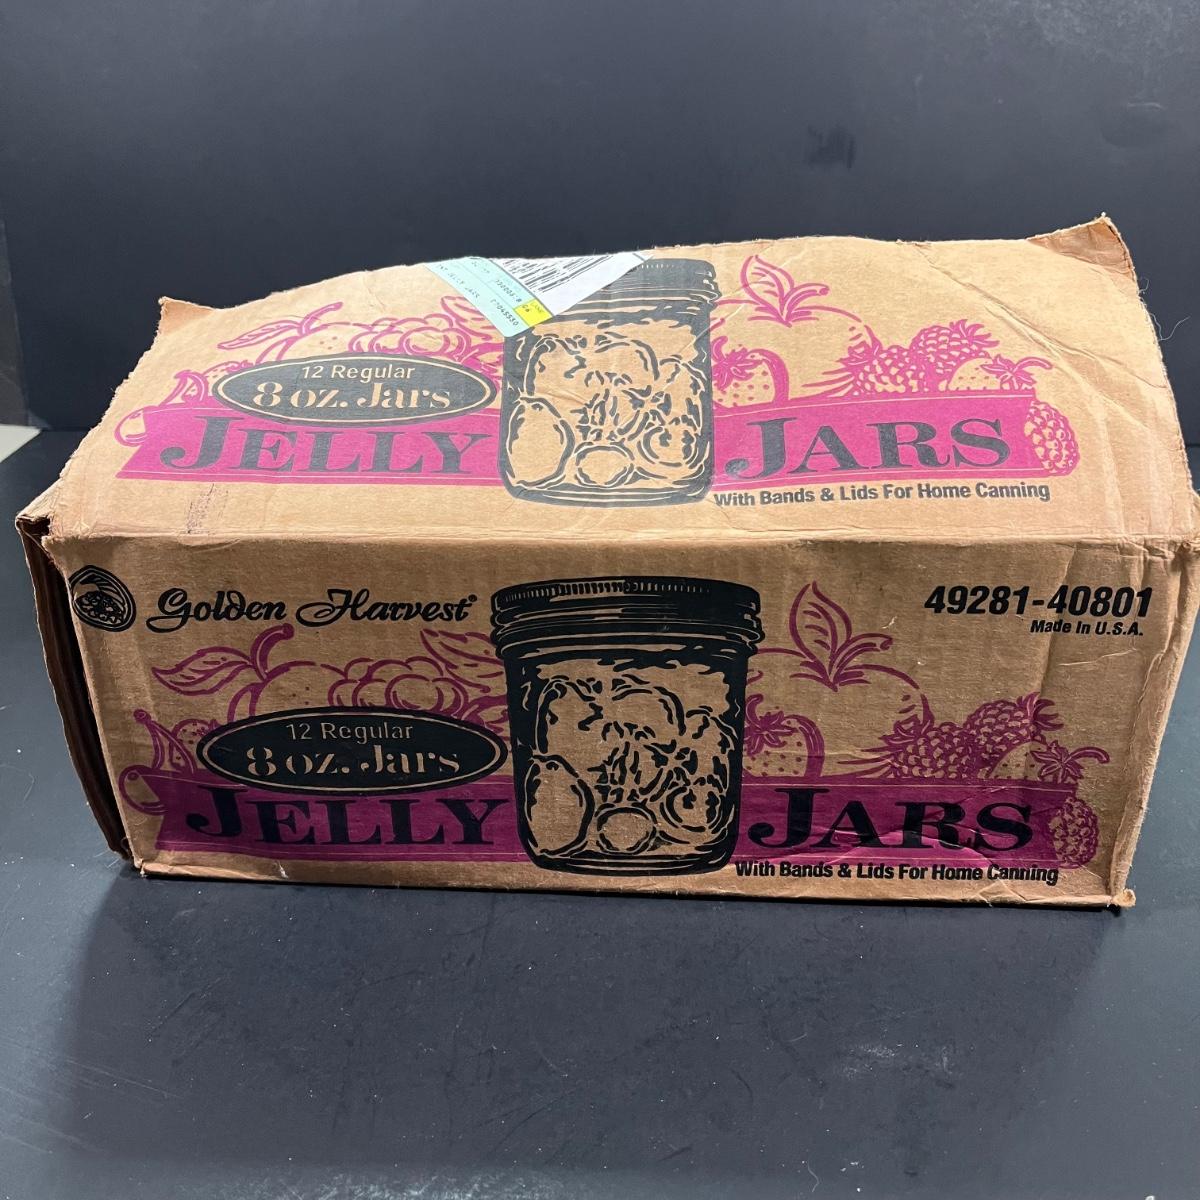 12 Regular
8 oz. Jars
JELLY JARS
With Bands & Lids For Home Canning
Golden Harvest®
49281-40801
Made In U.S.A.
12 Regular
8 oz. Jars
JELLY JARS
With Bands & Lids For Home Canning